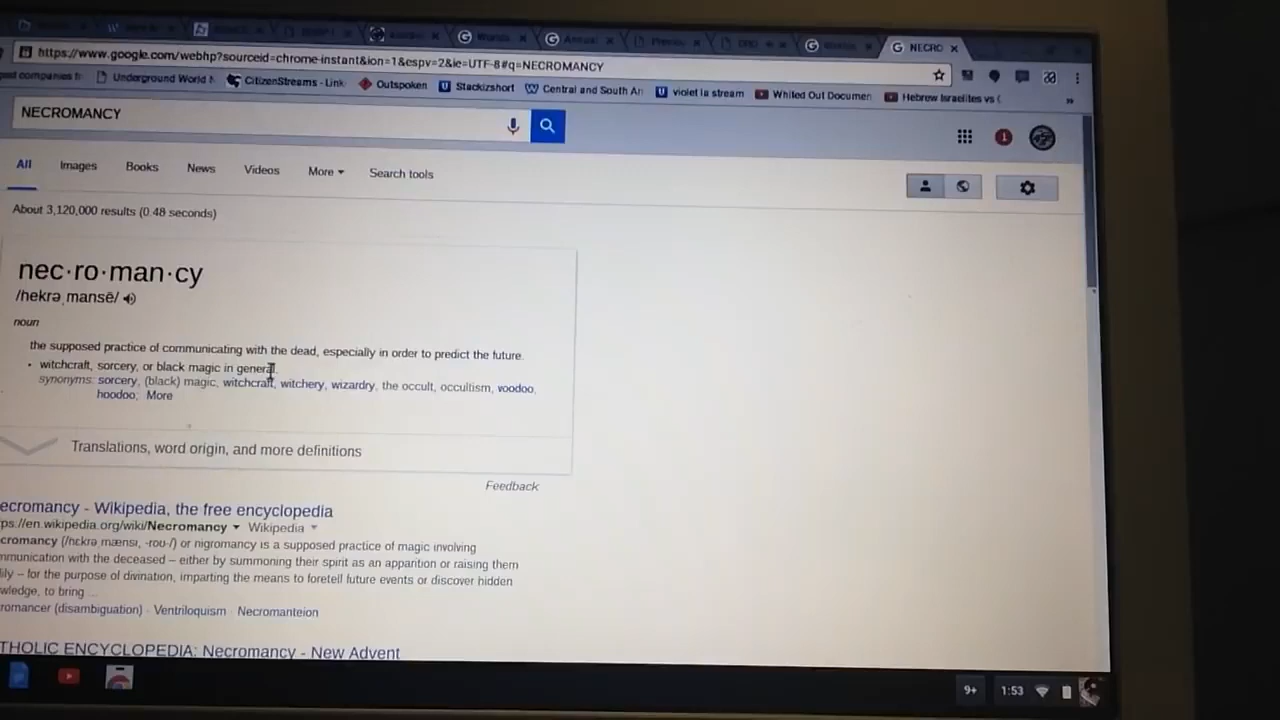 G NECRO
https://www.google.com/webhp?sourceid=chrome-instant&ion=1&espv=2&ie=UTF-8#q=NECROMANCY
Underground World CitizenStreams - Link Outspoken Stackizshort Central and South violet la stream Whiled Out Documen Hebrew Israelites vs
NECROMANCY
All Images Books News Videos More Search tools
1
About 3,120,000 results (0.48 seconds)
nec·ro·man·cy
/ˈnekrəˌmansē/
noun
the supposed practice of communicating with the dead, especially in order to predict the future.
• witchcraft, sorcery, or black magic in general.
synonyms: sorcery, (black) magic, witchcraft, witchery, wizardry, the occult, occultism, voodoo,
hoodoo; More
Translations, word origin, and more definitions
Feedback
ecromancy - Wikipedia, the free encyclopedia
ps://en.wikipedia.org/wiki/Necromancy Wikipedia
cromancy (/ˈnɛkrəˌmænsi, -roʊ-/) or nigromancy is a supposed practice of magic involving
mmunication with the deceased – either by summoning their spirit as an apparition or raising them
ily – for the purpose of divination, imparting the means to foretell future events or discover hidden
wledge, to bring ...
romancer (disambiguation) · Ventriloquism · Necromanteion
THOLIC ENCYCLOPEDIA: Necromancy - New Advent
9+ 1:53